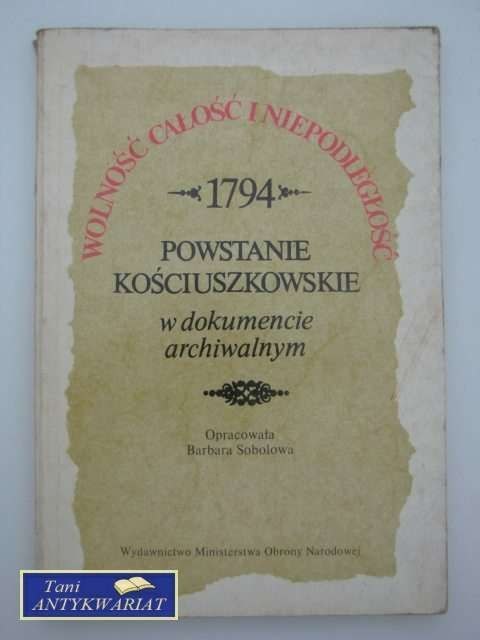 WOLNOŚĆ CAŁOŚĆ I NIEPODLEGŁOŚĆ
1794
POWSTANIE
KOŚCIUSZKOWSKIE
w dokumencie
archiwalnym
Opracowała
Barbara Sobolowa
Wydawnictwo Ministerstwa Obrony Narodowej
Tani
ANTYKWARIAT